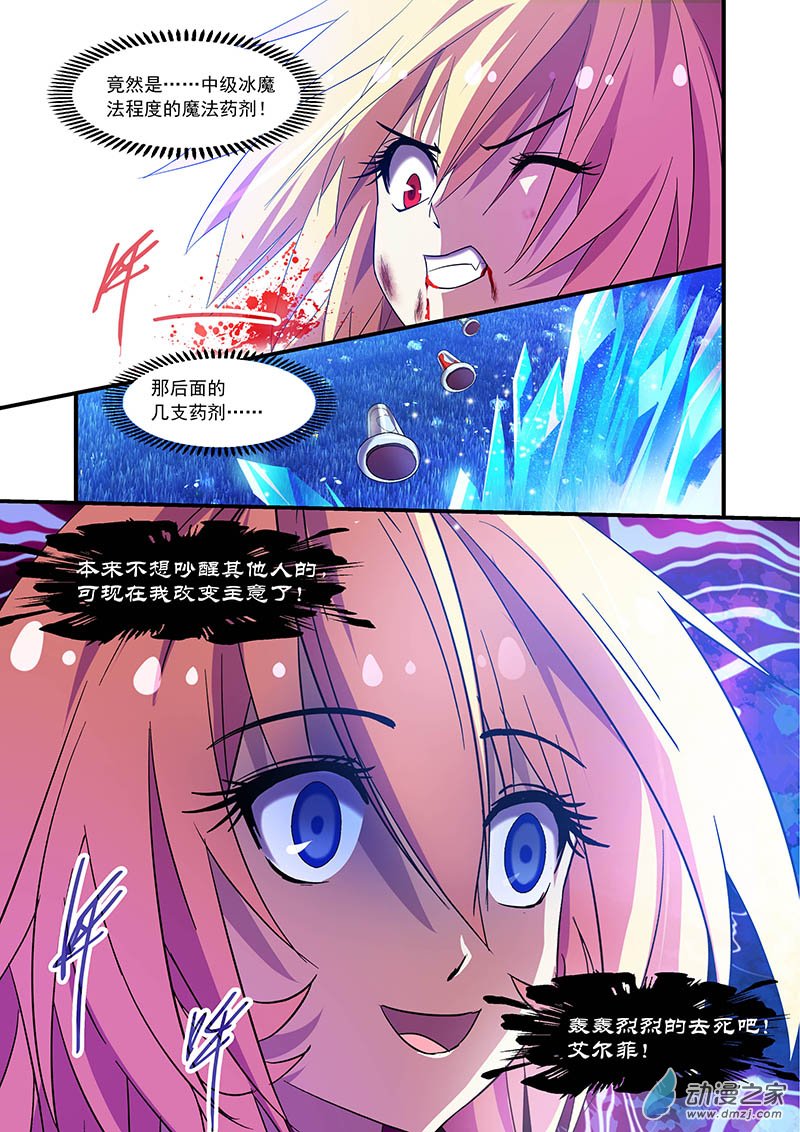 竟然是……中级冰魔
法程度的魔法药剂！
呼
那后面的
几支药剂……
本来不想吵醒其他人的，
可现在我改变主意了！
呼
呼
轰轰烈烈的去死吧！
艾尔菲！
动漫之家
www.dmzj.com